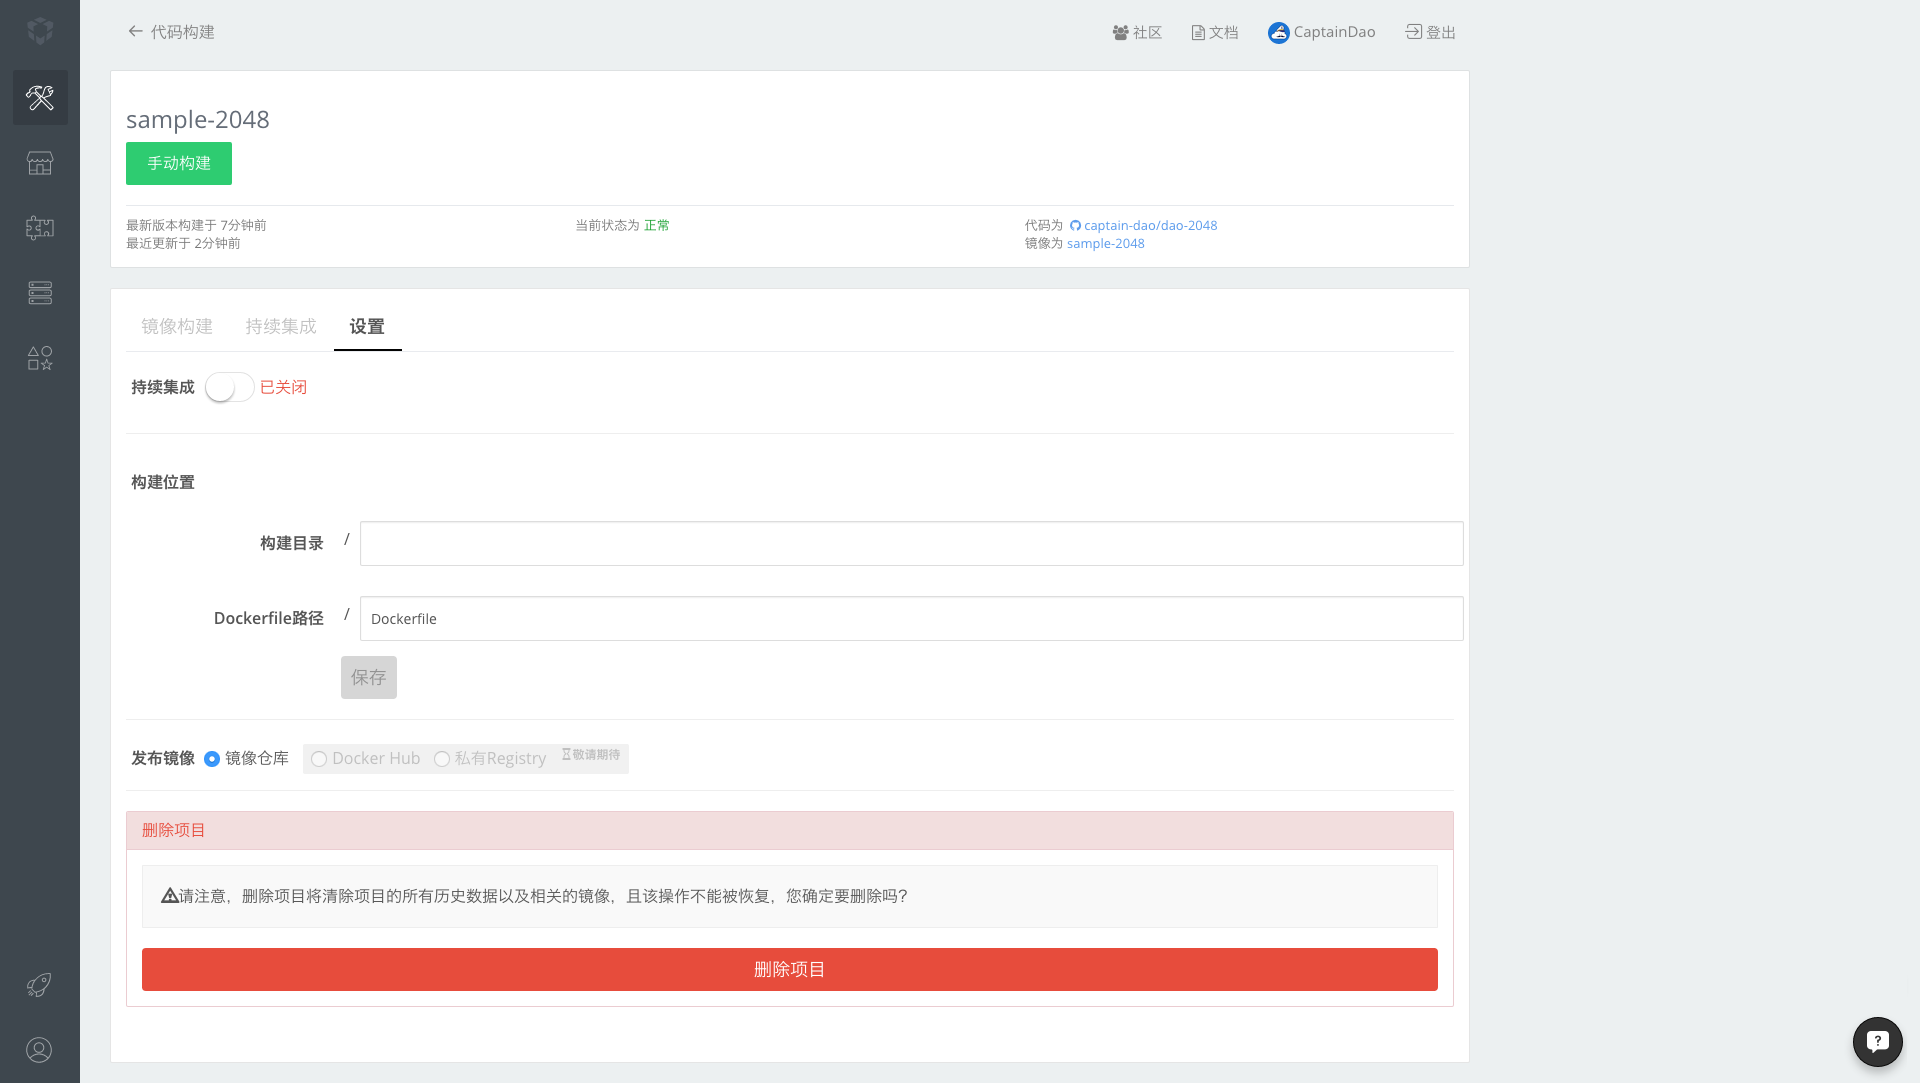 代码构建
社区 文档 CaptainDao 登出
sample-2048
手动构建
最新版本构建于 7分钟前
最近更新于 2分钟前
当前状态为 正常
代码为 captain-dao/dao-2048
镜像为 sample-2048
镜像构建 持续集成 设置
持续集成 已关闭
构建位置
构建目录 /
Dockerfile路径 / Dockerfile
保存
发布镜像 镜像仓库 Docker Hub 私有Registry 敬请期待
删除项目
请注意，删除项目将清除项目的所有历史数据以及相关的镜像，且该操作不能被恢复，您确定要删除吗？
删除项目